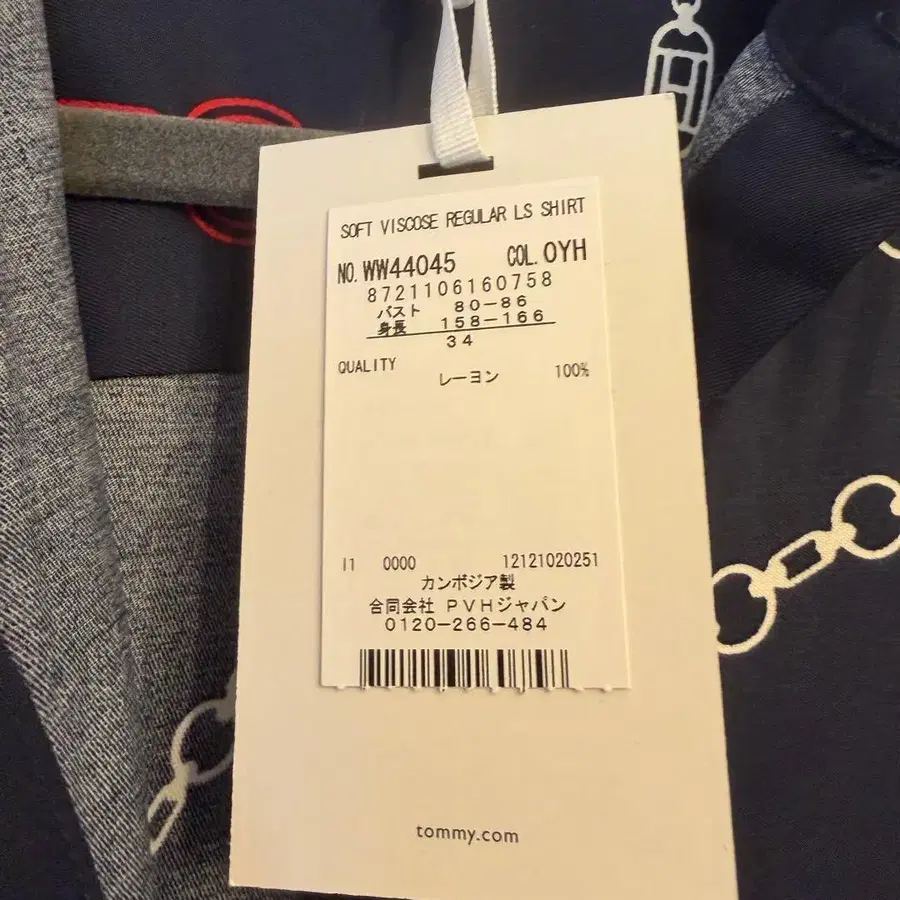 SOFT VISCOSE REGULAR LS SHIRT
NO. WW44045 COL. 0YH
8721106160758
バスト 80-86
身長 158-166
34
QUALITY
レーヨン 100%
I1 0000 12121020251
カンボジア製
合同会社 PVHジャパン
0120-266-484
tommy.com